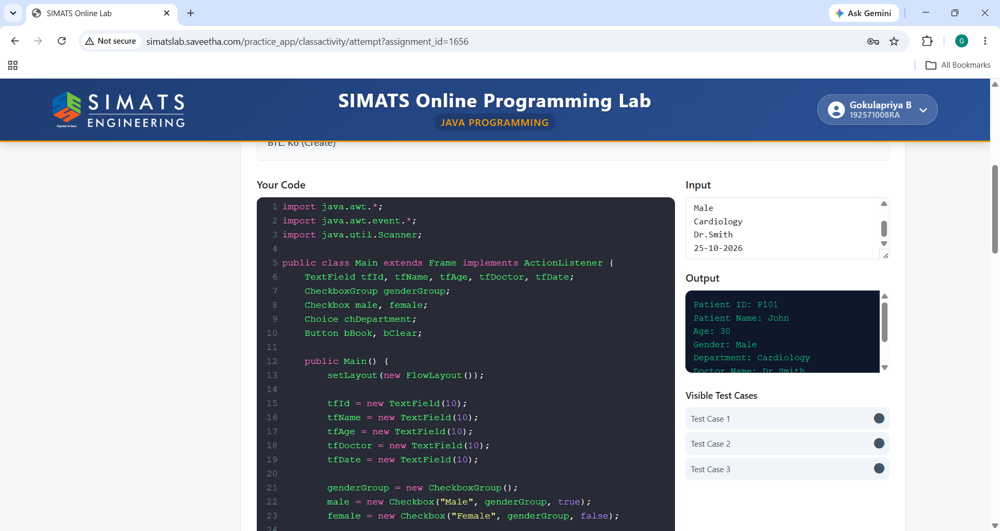 SIMATS Online Lab
Ask Gemini
Not secure
simatslab.saveetha.com/practice_app/classactivity/attempt?assignment_id=1656
G
All Bookmarks
SIMATS
ENGINEERING
Engineer to Excel
SIMATS Online Programming Lab
JAVA PROGRAMMING
Gokulapriya B
192571008RA
BTL: K6 (Create)
Your Code
1 import java.awt.*;
2 import java.awt.event.*;
3 import java.util.Scanner;
4
5 public class Main extends Frame implements ActionListener {
6 TextField tfId, tfName, tfAge, tfDoctor, tfDate;
7 CheckboxGroup genderGroup;
8 Checkbox male, female;
9 Choice chDepartment;
10 Button bBook, bClear;
11
12 public Main() {
13 setLayout(new FlowLayout());
14
15 tfId = new TextField(10);
16 tfName = new TextField(10);
17 tfAge = new TextField(10);
18 tfDoctor = new TextField(10);
19 tfDate = new TextField(10);
20
21 genderGroup = new CheckboxGroup();
22 male = new Checkbox("Male", genderGroup, true);
23 female = new Checkbox("Female", genderGroup, false);
24
Input
Male
Cardiology
Dr.Smith
25-10-2026
Output
Patient ID: P101
Patient Name: John
Age: 30
Gender: Male
Department: Cardiology
Doctor Name: Dr.Smith
Visible Test Cases
Test Case 1
Test Case 2
Test Case 3